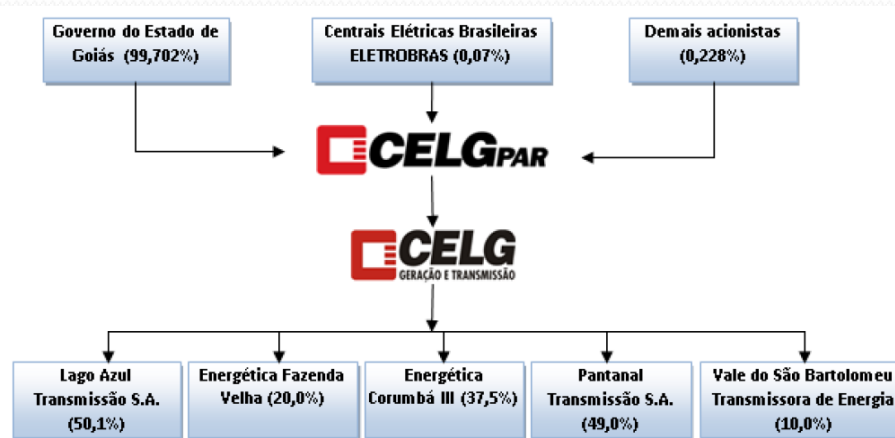 Governo do Estado de
Goiás (99,702%)
Centrais Elétricas Brasileiras
ELETROBRAS (0,07%)
Demais acionistas
(0,228%)
CELGPAR
CELG
GERAÇÃO E TRANSMISSÃO
Lago Azul
Transmissão S.A.
(50,1%)
Energética Fazenda
Velha (20,0%)
Energética
Corumbá III (37,5%)
Pantanal
Transmissão S.A.
(49,0%)
Vale do São Bartolomeu
Transmissora de Energia
(10,0%)